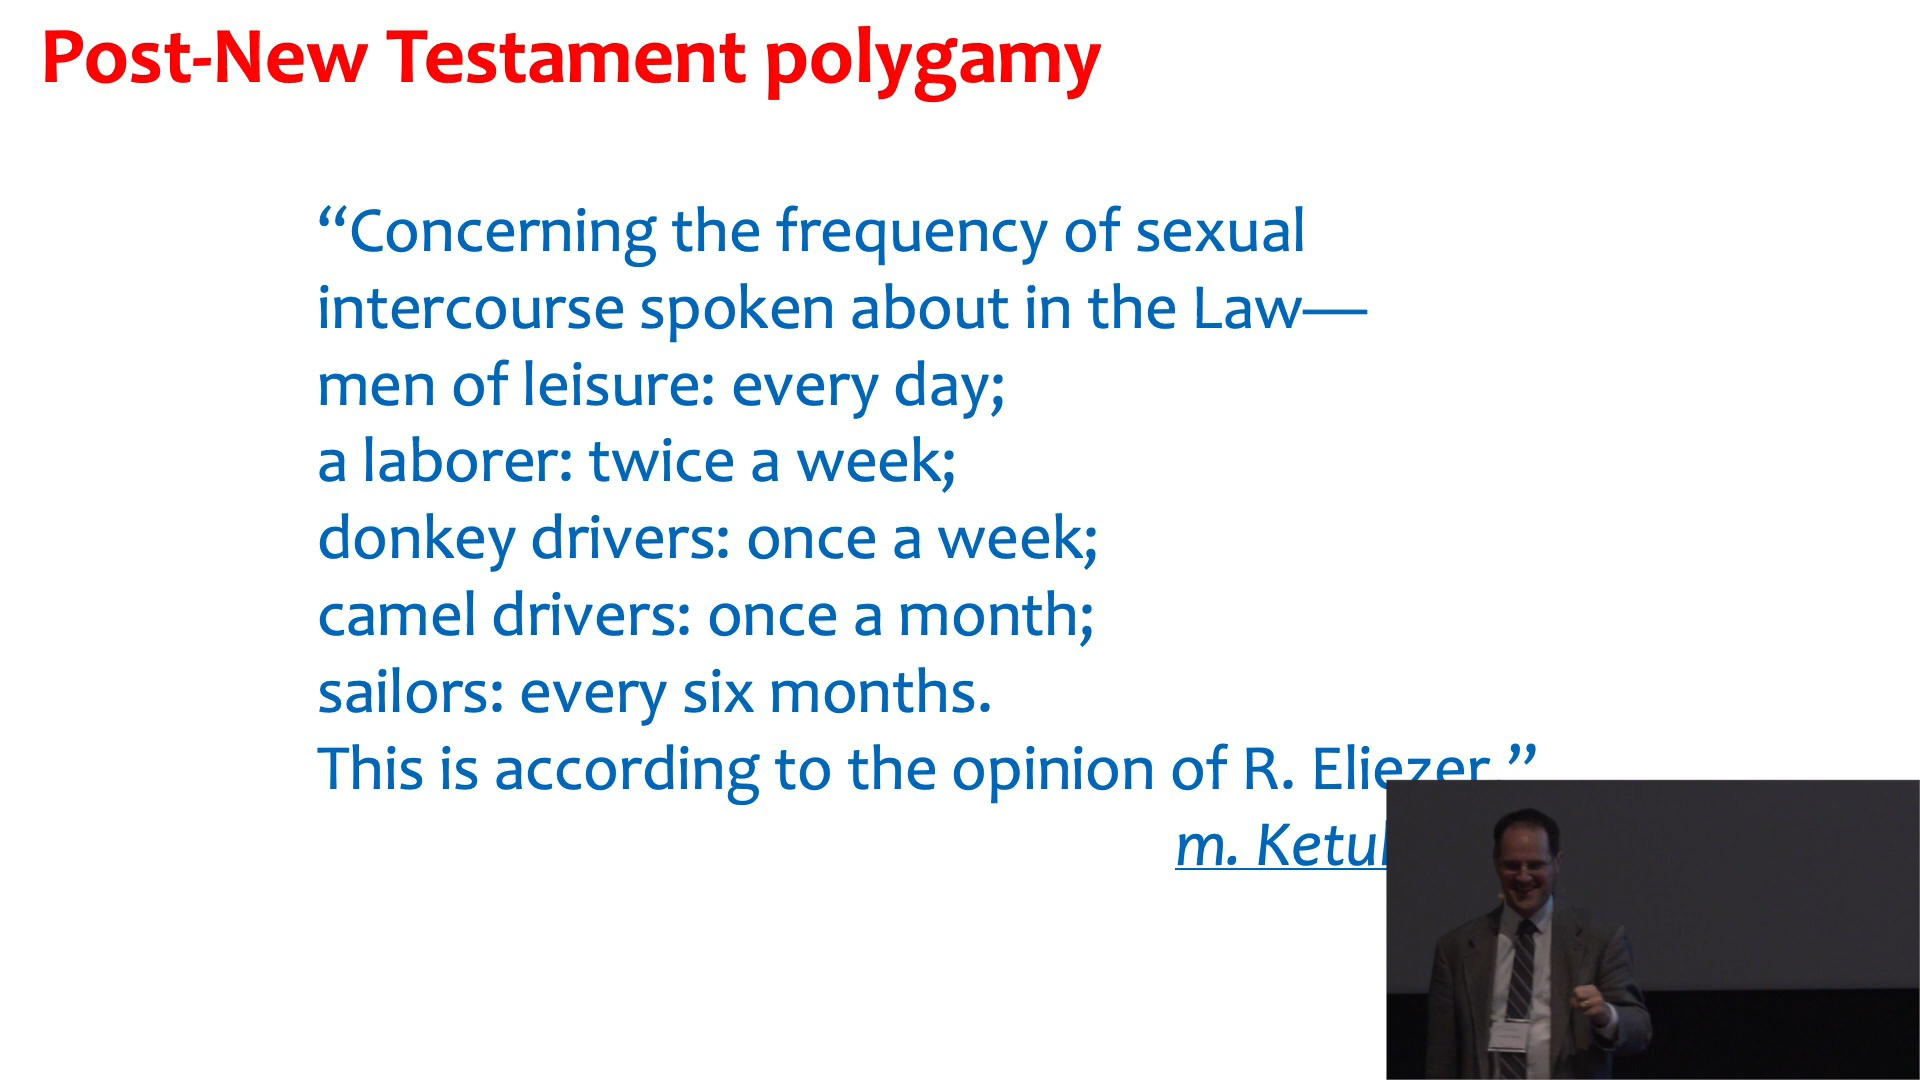 Post-New Testament polygamy
“Concerning the frequency of sexual
intercourse spoken about in the Law—
men of leisure: every day;
a laborer: twice a week;
donkey drivers: once a week;
camel drivers: once a month;
sailors: every six months.
This is according to the opinion of R. Eliezer.”
m.